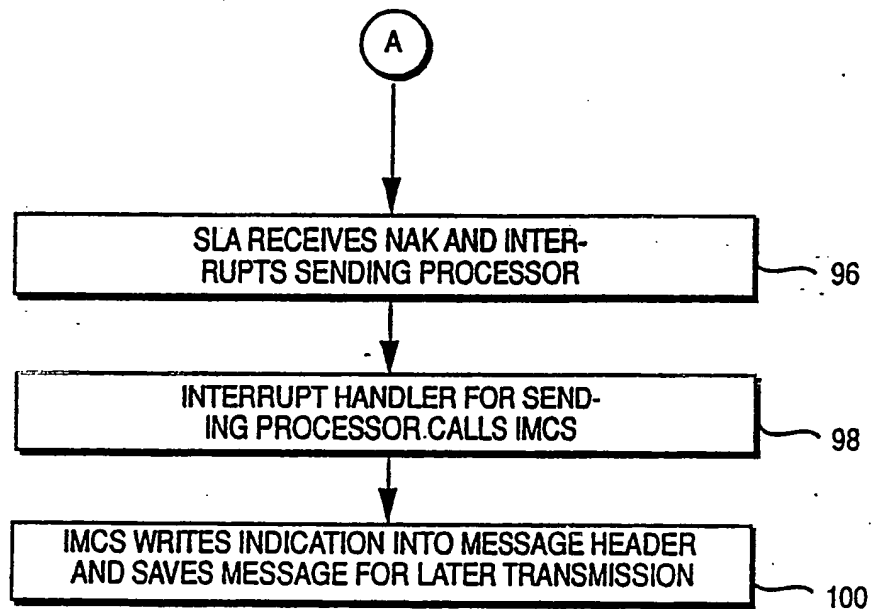 A
SLA RECEIVES NAK AND INTER-
RUPTS SENDING PROCESSOR
96
INTERRUPT HANDLER FOR SEND-
ING PROCESSOR CALLS IMCS
98
IMCS WRITES INDICATION INTO MESSAGE HEADER
AND SAVES MESSAGE FOR LATER TRANSMISSION
100